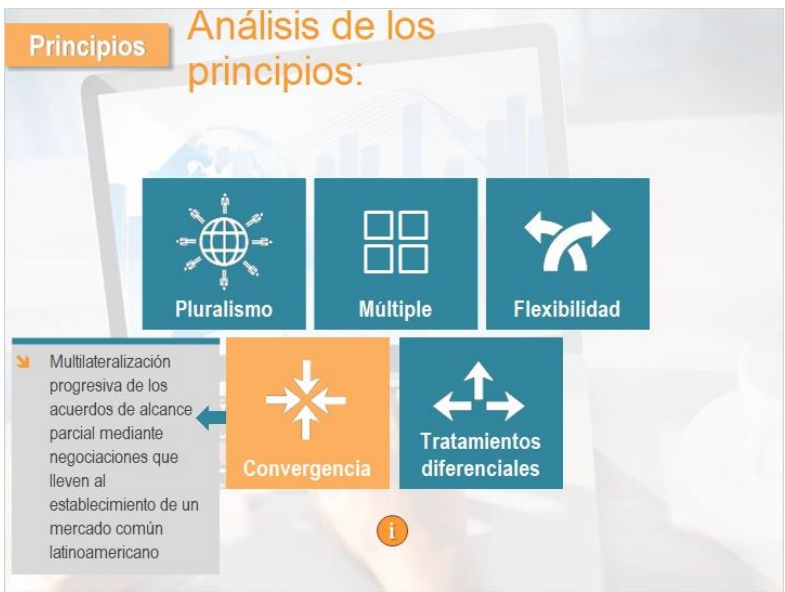 Principios
Análisis de los
principios:
Pluralismo
Múltiple
Flexibilidad
Multilateralización
progresiva de los
acuerdos de alcance
parcial mediante
negociaciones que
lleven al
establecimiento de un
mercado común
latinoamericano
Convergencia
Tratamientos
diferenciales
i